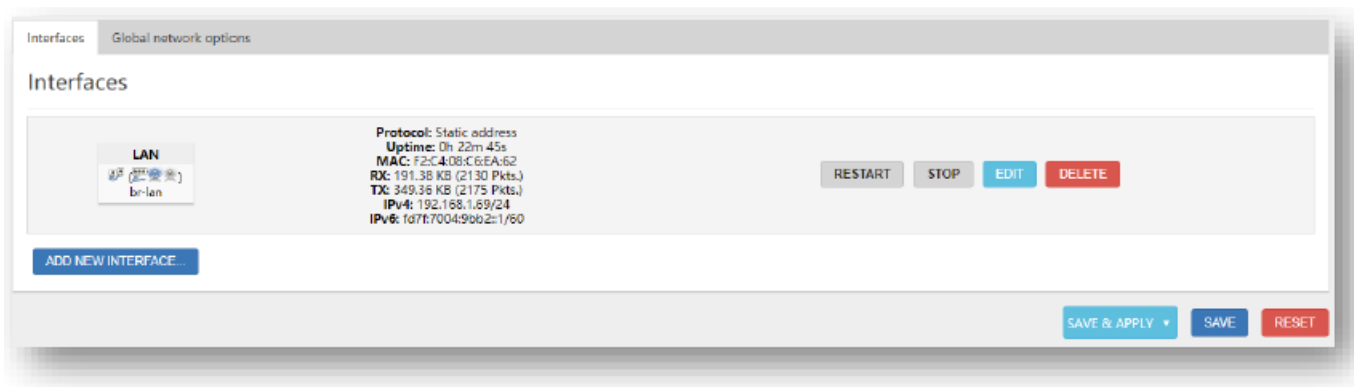 Interfaces Global network options
Interfaces
LAN
br-lan
Protocol: Static address
Uptime: 0h 22m 45s
MAC: F2:C4:08:C6:EA:62
RX: 191.38 KB (2130 Pkts.)
TX: 349.36 KB (2175 Pkts.)
IPv4: 192.168.1.69/24
IPv6: fd7f:7004:9bb2::1/60
RESTART STOP EDIT DELETE
ADD NEW INTERFACE...
SAVE & APPLY SAVE RESET